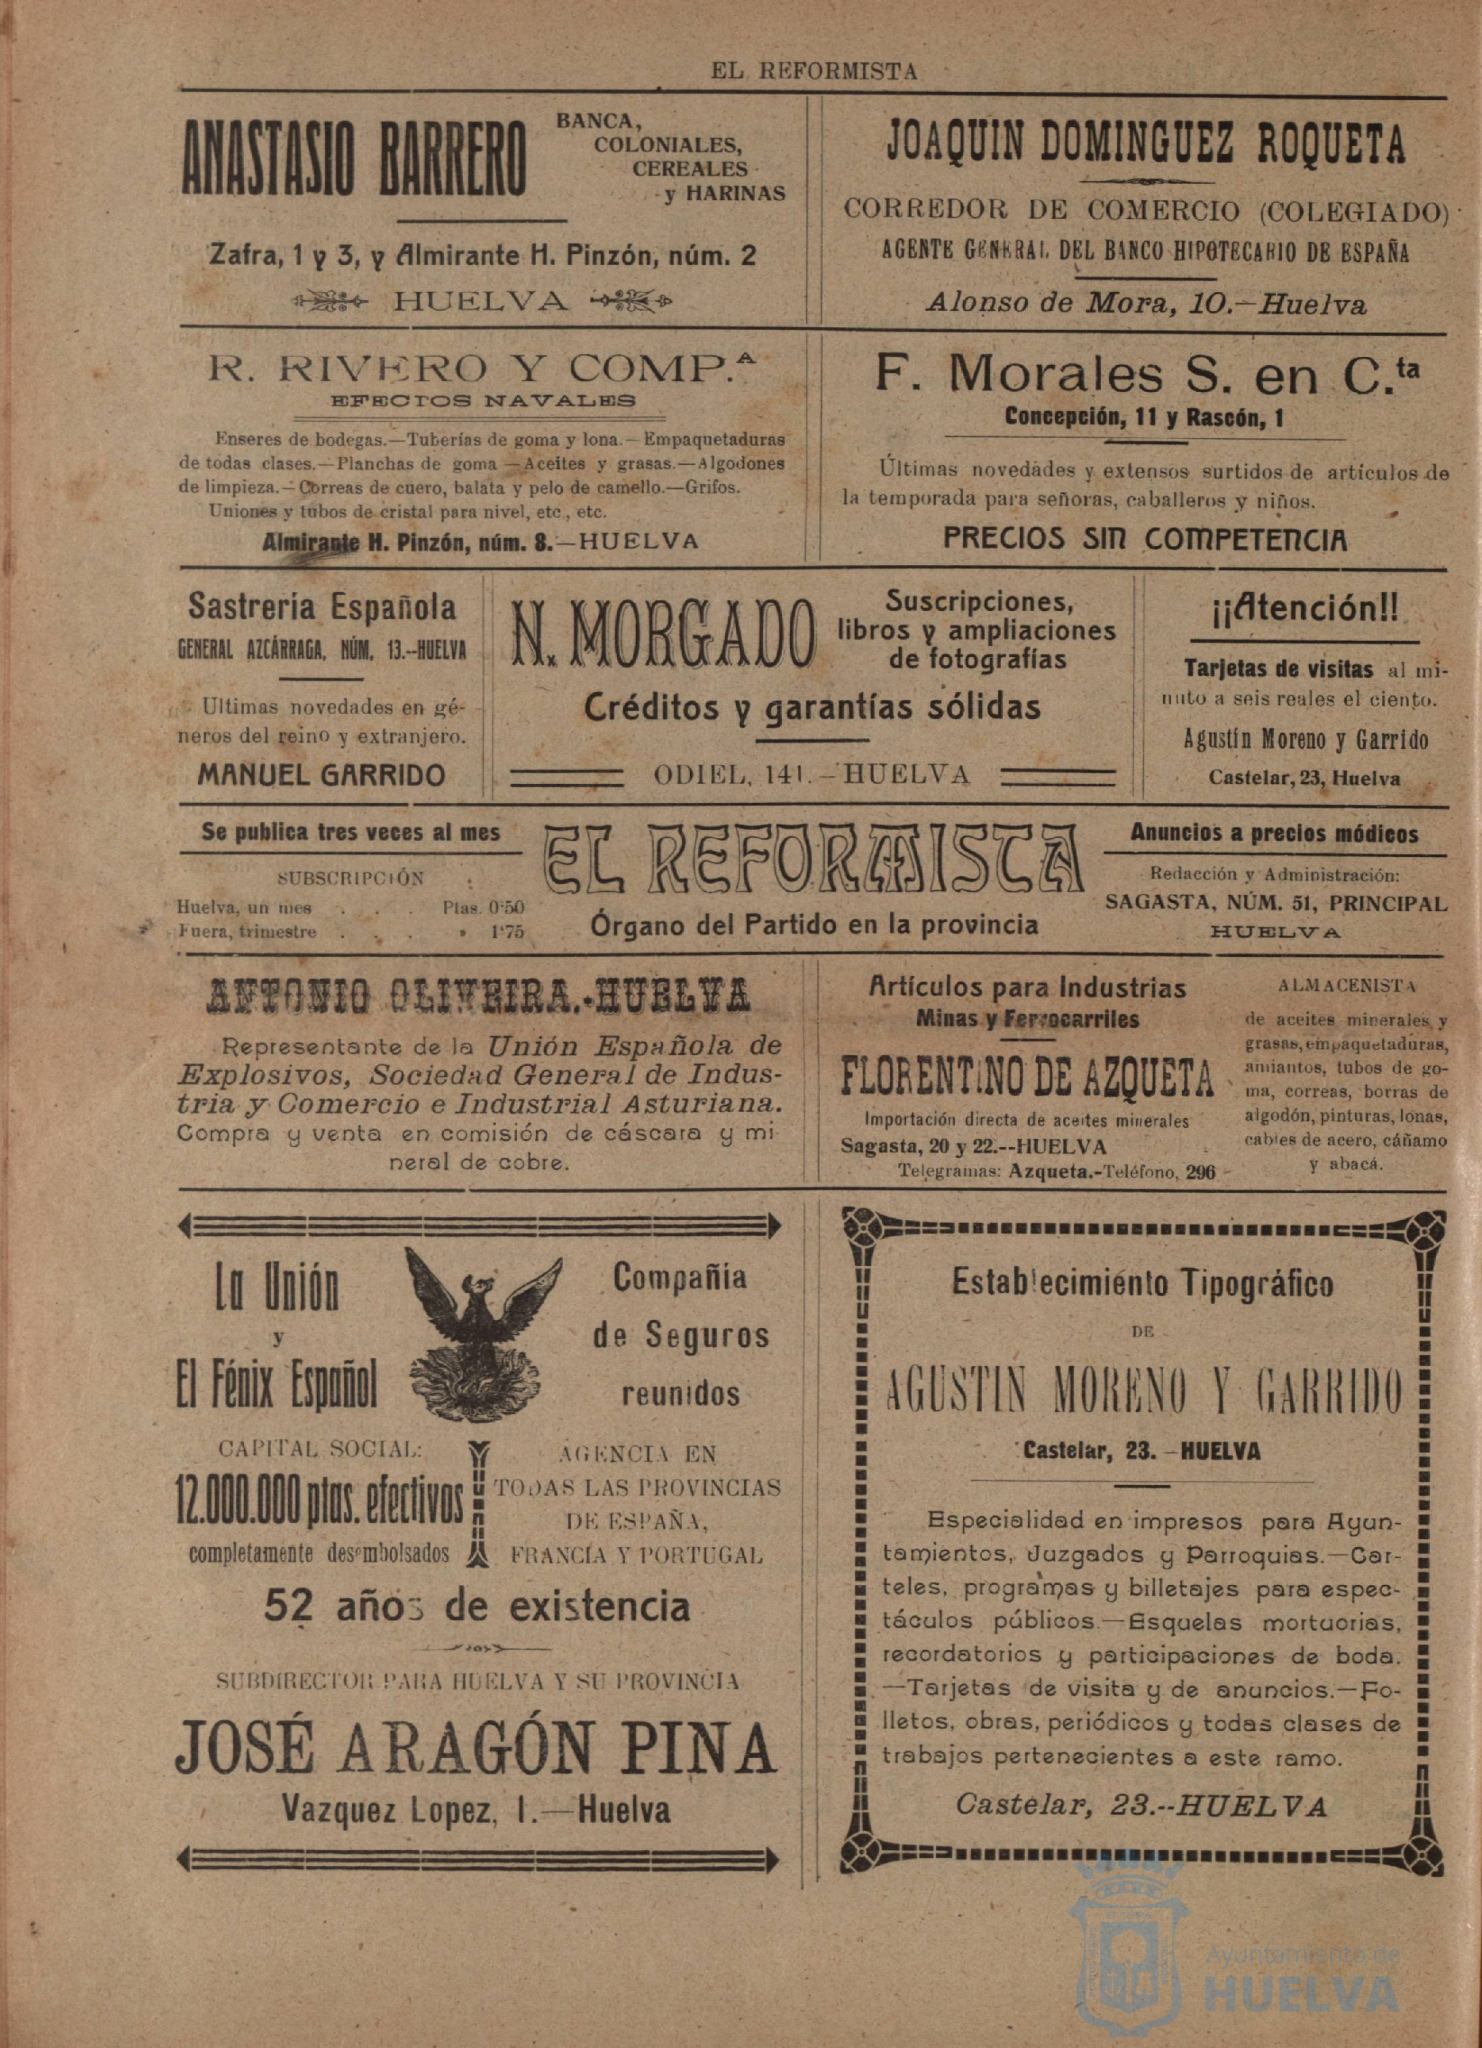 EL REFORMISTA
ANASTASIO BARRERO
BANCA,
COLONIALES,
CEREALES
y HARINAS
Zafra, 1 y 3, y Almirante H. Pinzón, núm. 2
HUELVA
JOAQUIN DOMINGUEZ ROQUETA
CORREDOR DE COMERCIO (COLEGIADO)
AGENTE GENERAL DEL BANCO HIPOTECARIO DE ESPAÑA
Alonso de Mora, 10.—Huelva
R. RIVERO Y COMP.ᴬ
EFECTOS NAVALES
Enseres de bodegas.—Tuberías de goma y lona.—Empaquetaduras
de todas clases.—Planchas de goma—Aceites y grasas.—Algodones
de limpieza.—Correas de cuero, balata y pelo de camello.—Grifos.
Uniones y tubos de cristal para nivel, etc., etc.
Almirante H. Pinzón, núm. 8.—HUELVA
F. Morales S. en C.ta
Concepción, 11 y Rascón, 1
Últimas novedades y extensos surtidos de artículos de
la temporada para señoras, caballeros y niños.
PRECIOS SIN COMPETENCIA
Sastrería Española
GENERAL AZCÁRRAGA, NÚM. 13.--HUELVA
Ultimas novedades en gé-
neros del reino y extranjero.
MANUEL GARRIDO
N. MORGADO
Suscripciones,
libros y ampliaciones
de fotografías
Créditos y garantías sólidas
ODIEL, 141.—HUELVA
¡¡Atención!!
Tarjetas de visitas al mi-
nuto a seis reales el ciento.
Agustín Moreno y Garrido
Castelar, 23, Huelva
Se publica tres veces al mes
SUBSCRIPCIÓN
Huelva, un mes . . . Ptas. 0'50
Fuera, trimestre . . . » 1'75
EL REFORMISTA
Órgano del Partido en la provincia
Anuncios a precios módicos
Redacción y Administración:
SAGASTA, NÚM. 51, PRINCIPAL
HUELVA
ANTONIO OLIVEIRA.-HUELVA
Representante de la Unión Española de
Explosivos, Sociedad General de Indus-
tria y Comercio e Industrial Asturiana.
Compra y venta en comisión de cáscara y mi-
neral de cobre.
Artículos para Industrias
Minas y Ferrocarriles
FLORENTINO DE AZQUETA
Importación directa de aceites minerales
Sagasta, 20 y 22.--HUELVA
Telegramas: Azqueta.-Teléfono, 296
ALMACENISTA
de aceites minerales y
grasas, empaquetaduras,
amiantos, tubos de go-
ma, correas, borras de
algodón, pinturas, lonas,
cables de acero, cáñamo
y abacá.
La Unión
y
El Fénix Español
Compañía
de Seguros
reunidos
CAPITAL SOCIAL:
12.000.000 ptas. efectivos
completamente desembolsados
AGENCIA EN
TODAS LAS PROVINCIAS
DE ESPAÑA,
FRANCIA Y PORTUGAL
52 años de existencia
SUBDIRECTOR PARA HUELVA Y SU PROVINCIA
JOSÉ ARAGÓN PINA
Vazquez Lopez, 1.—Huelva
Establecimiento Tipográfico
DE
AGUSTIN MORENO Y GARRIDO
Castelar, 23.—HUELVA
Especialidad en impresos para Ayun-
tamientos, Juzgados y Parroquias.—Car-
teles, programas y billetajes para espec-
táculos públicos.—Esquelas mortuorias,
recordatorios y participaciones de boda.
—Tarjetas de visita y de anuncios.—Fo-
lletos, obras, periódicos y todas clases de
trabajos pertenecientes a este ramo.
Castelar, 23.--HUELVA
Ayuntamiento de
HUELVA